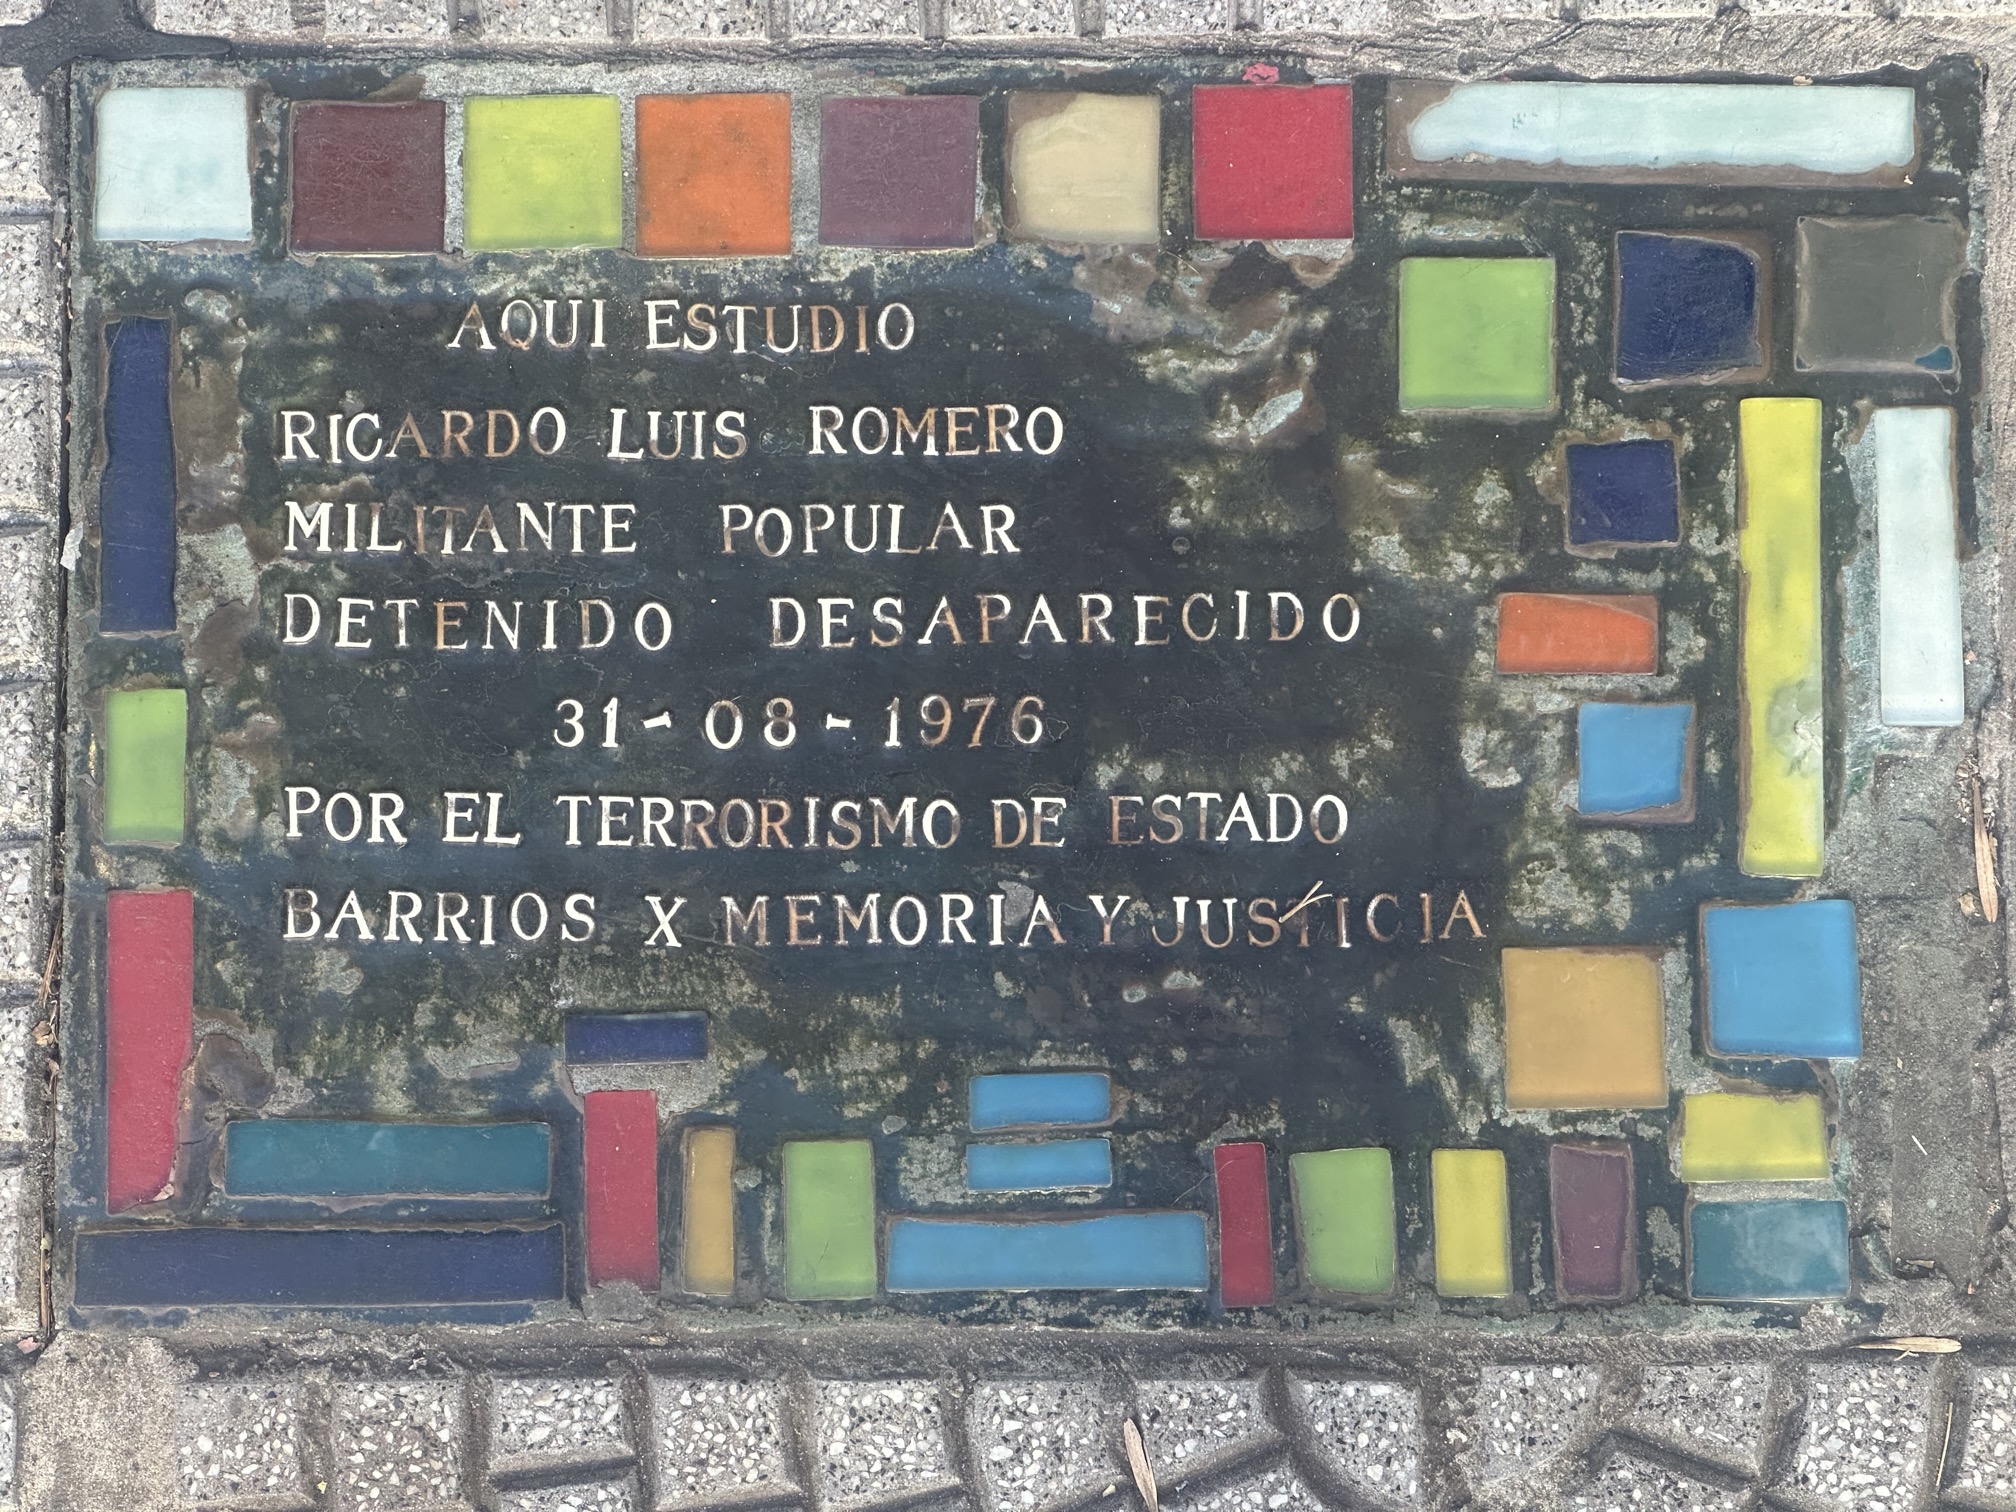 AQUI ESTUDIO
RICARDO LUIS ROMERO
MILITANTE POPULAR
DETENIDO DESAPARECIDO
31-08-1976
POR EL TERRORISMO DE ESTADO
BARRIOS X MEMORIA Y JUSTICIA